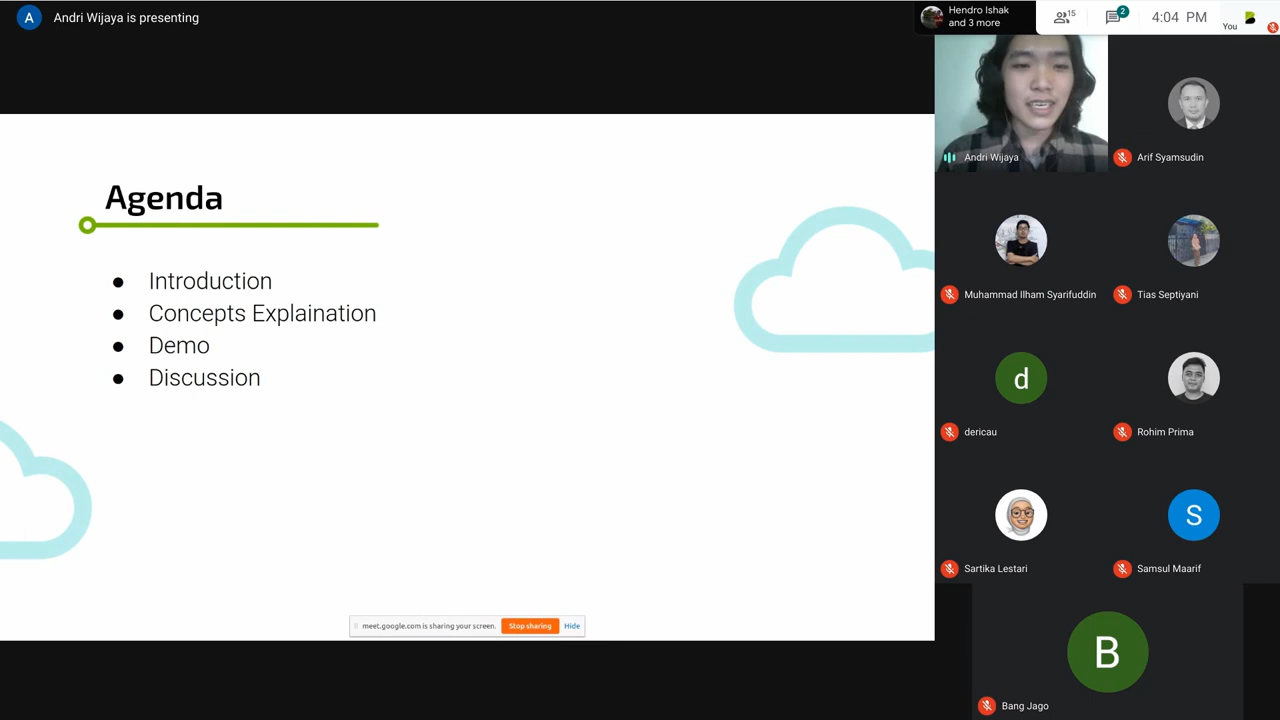 A
Andri Wijaya is presenting
Hendro Ishak
and 3 more
15
2
4:04 PM
You
Agenda
Introduction
Concepts Explaination
Demo
Discussion
meet.google.com is sharing your screen.
Stop sharing
Hide
Andri Wijaya
Arif Syamsudin
Muhammad Ilham Syarifuddin
Tias Septiyani
d
dericau
Rohim Prima
Sartika Lestari
S
Samsul Maarif
B
Bang Jago